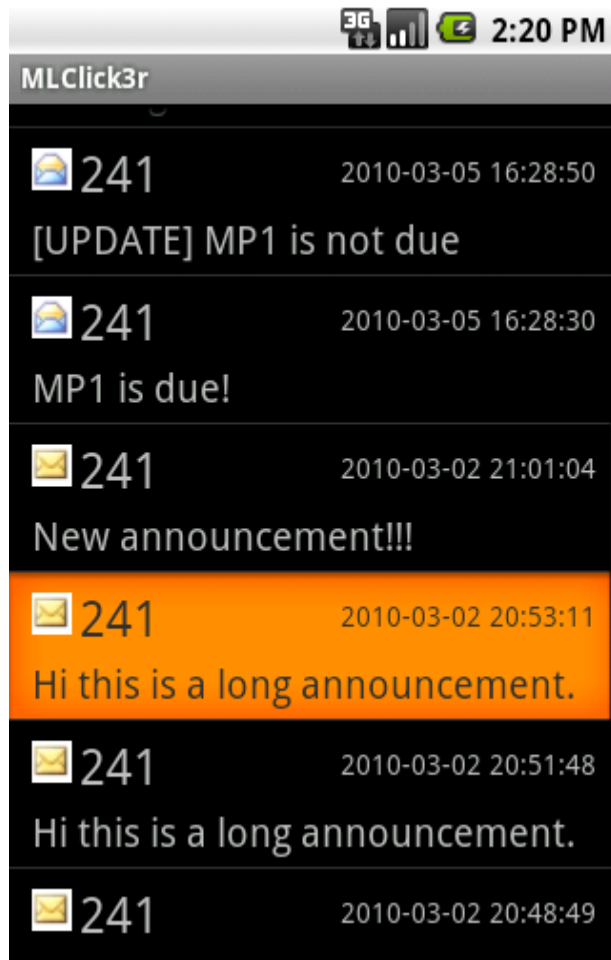 3G 2:20 PM
MLClick3r
241 2010-03-05 16:28:50
[UPDATE] MP1 is not due
241 2010-03-05 16:28:30
MP1 is due!
241 2010-03-02 21:01:04
New announcement!!!
241 2010-03-02 20:53:11
Hi this is a long announcement.
241 2010-03-02 20:51:48
Hi this is a long announcement.
241 2010-03-02 20:48:49